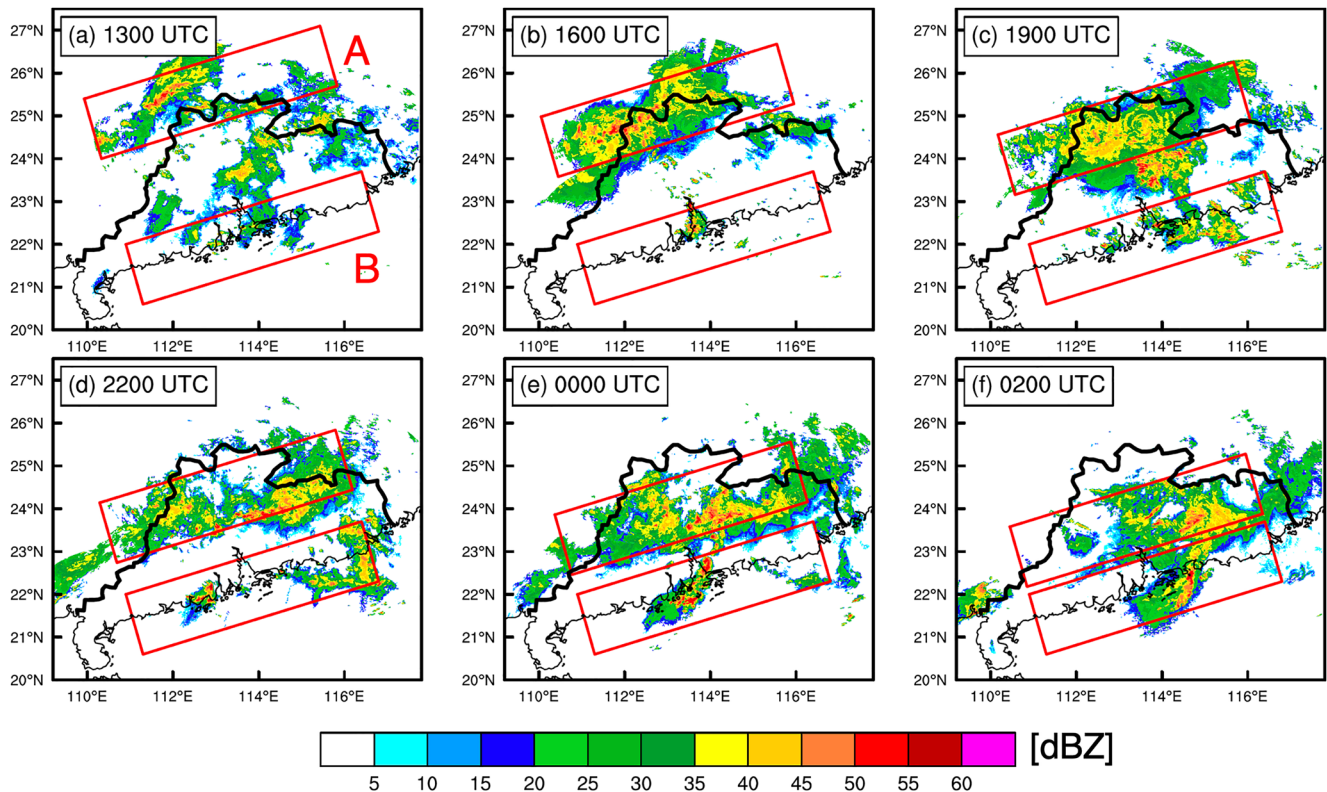 (a) 1300 UTC
A
B
27°N
26°N
25°N
24°N
23°N
22°N
21°N
20°N
110°E 112°E 114°E 116°E
(b) 1600 UTC
27°N
26°N
25°N
24°N
23°N
22°N
21°N
20°N
110°E 112°E 114°E 116°E
(c) 1900 UTC
27°N
26°N
25°N
24°N
23°N
22°N
21°N
20°N
110°E 112°E 114°E 116°E
(d) 2200 UTC
27°N
26°N
25°N
24°N
23°N
22°N
21°N
20°N
110°E 112°E 114°E 116°E
(e) 0000 UTC
27°N
26°N
25°N
24°N
23°N
22°N
21°N
20°N
110°E 112°E 114°E 116°E
(f) 0200 UTC
27°N
26°N
25°N
24°N
23°N
22°N
21°N
20°N
110°E 112°E 114°E 116°E
[dBZ]
5 10 15 20 25 30 35 40 45 50 55 60